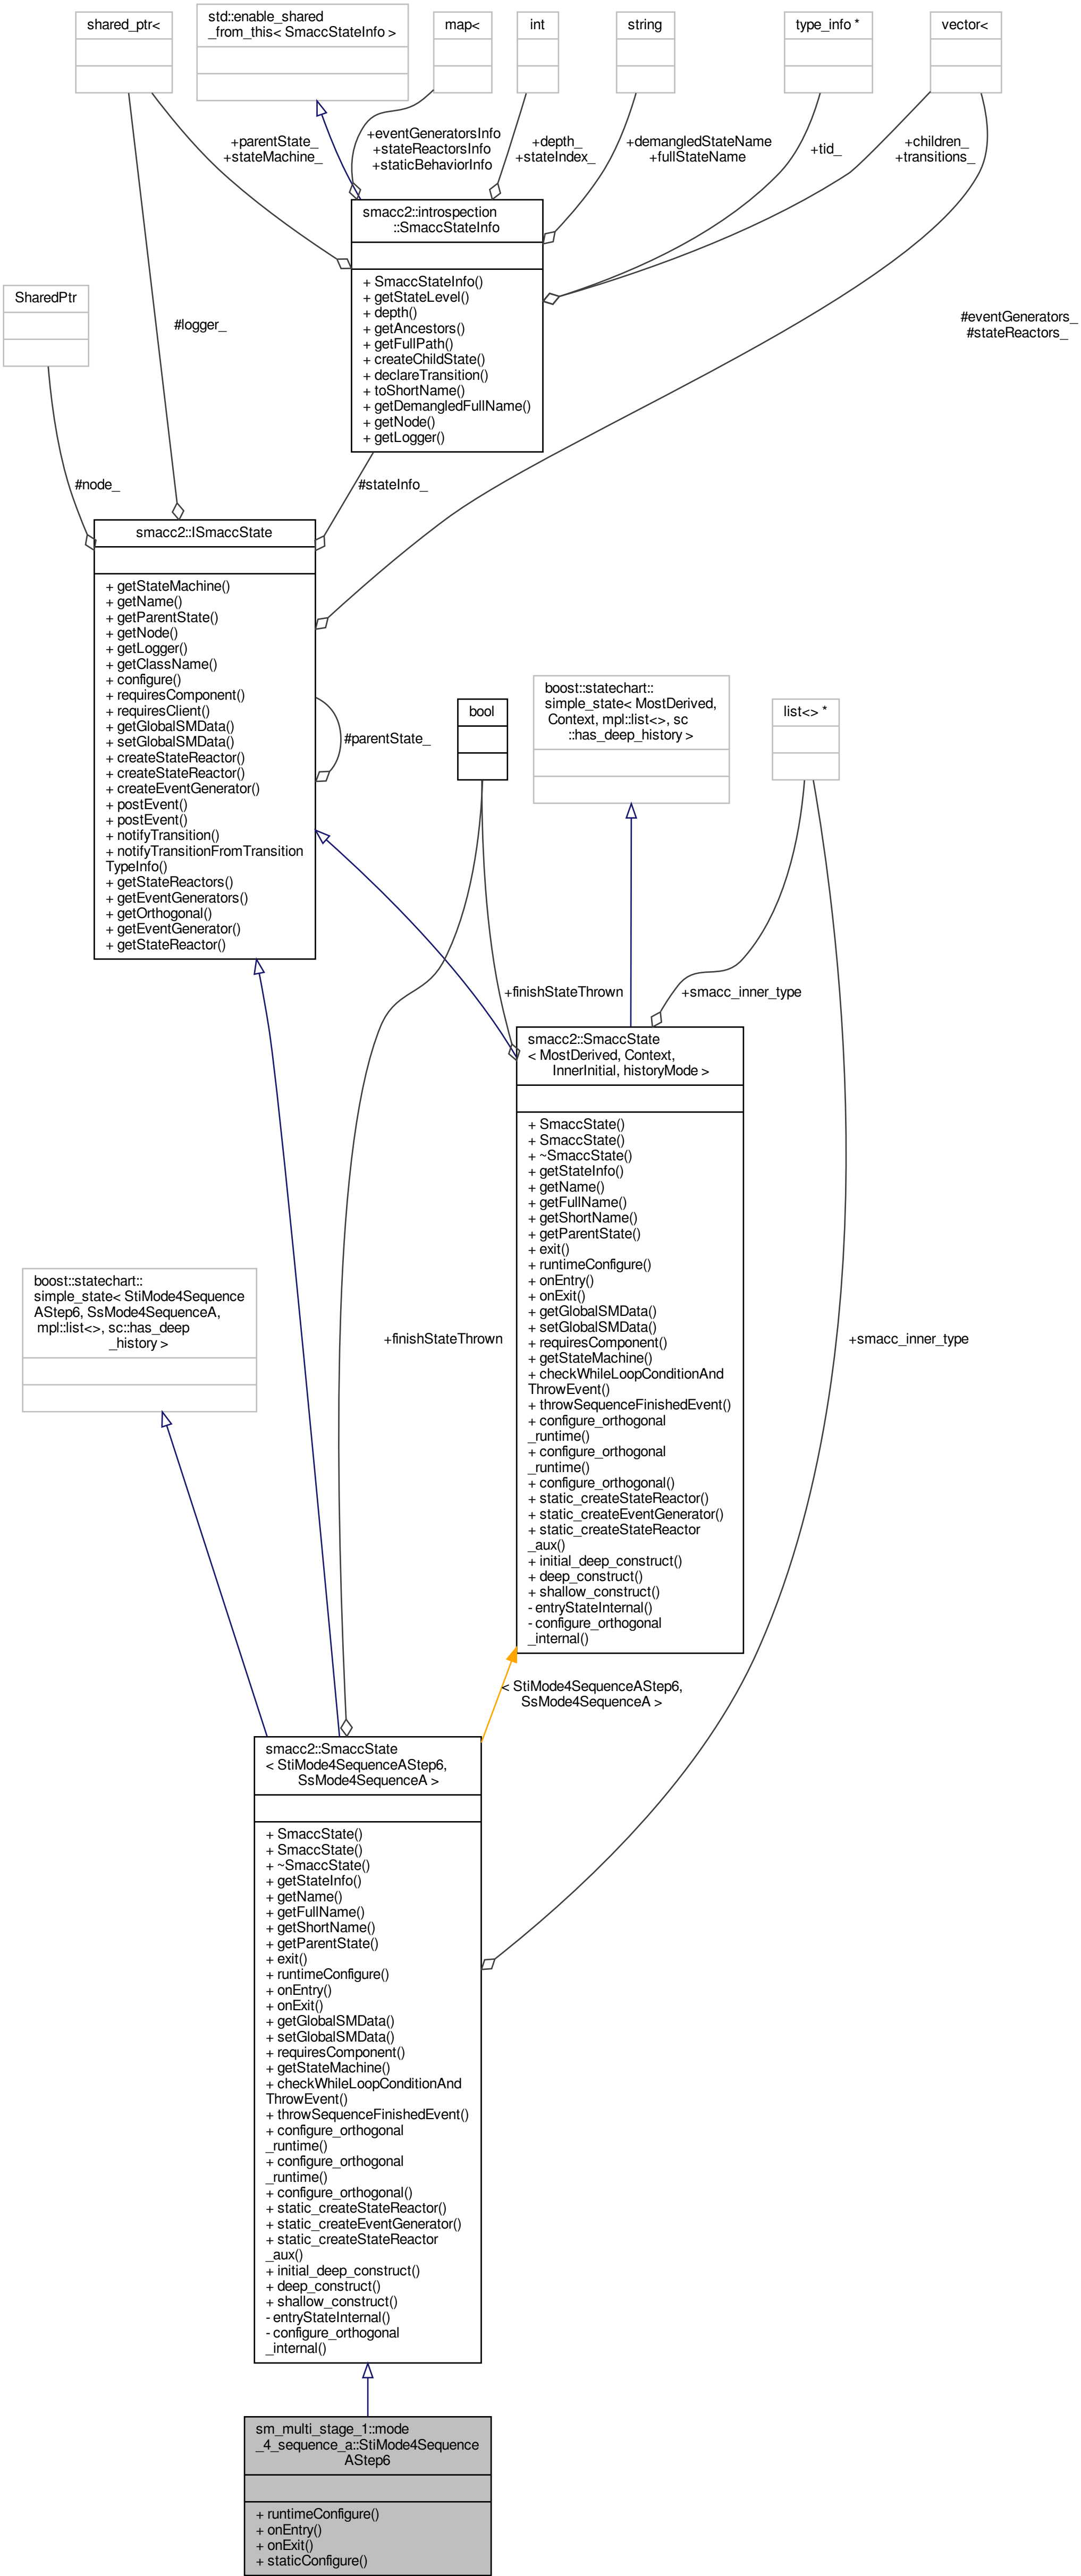 shared_ptr<
std::enable_shared
_from_this< SmaccStateInfo >
map<
int
string
type_info *
vector<
+parentState_
+stateMachine_
+eventGeneratorsInfo
+stateReactorsInfo
+staticBehaviorInfo
+depth_
+stateIndex_
+demangledStateName
+fullStateName
+tid_
+children_
+transitions_
smacc2::introspection
::SmaccStateInfo
+ SmaccStateInfo()
+ getStateLevel()
+ depth()
+ getAncestors()
+ getFullPath()
+ createChildState()
+ declareTransition()
+ toShortName()
+ getDemangledFullName()
+ getNode()
+ getLogger()
SharedPtr
#logger_
#eventGenerators_
#stateReactors_
#node_
#stateInfo_
smacc2::ISmaccState
+ getStateMachine()
+ getName()
+ getParentState()
+ getNode()
+ getLogger()
+ getClassName()
+ configure()
+ requiresComponent()
+ requiresClient()
+ getGlobalSMData()
+ setGlobalSMData()
+ createStateReactor()
+ createStateReactor()
+ createEventGenerator()
+ postEvent()
+ postEvent()
+ notifyTransition()
+ notifyTransitionFromTransition
TypeInfo()
+ getStateReactors()
+ getEventGenerators()
+ getOrthogonal()
+ getEventGenerator()
+ getStateReactor()
#parentState_
bool
boost::statechart::
simple_state< MostDerived,
Context, mpl::list<>, sc
::has_deep_history >
list<> *
+finishStateThrown
+smacc_inner_type
smacc2::SmaccState
< MostDerived, Context,
InnerInitial, historyMode >
+ SmaccState()
+ SmaccState()
+ ~SmaccState()
+ getStateInfo()
+ getName()
+ getFullName()
+ getShortName()
+ getParentState()
+ exit()
+ runtimeConfigure()
+ onEntry()
+ onExit()
+ getGlobalSMData()
+ setGlobalSMData()
+ requiresComponent()
+ getStateMachine()
+ checkWhileLoopConditionAnd
ThrowEvent()
+ throwSequenceFinishedEvent()
+ configure_orthogonal
_runtime()
+ configure_orthogonal
_runtime()
+ configure_orthogonal()
+ static_createStateReactor()
+ static_createEventGenerator()
+ static_createStateReactor
_aux()
+ initial_deep_construct()
+ deep_construct()
+ shallow_construct()
- entryStateInternal()
- configure_orthogonal
_internal()
boost::statechart::
simple_state< StiMode4Sequence
AStep6, SsMode4SequenceA,
mpl::list<>, sc::has_deep
_history >
+finishStateThrown
+smacc_inner_type
< StiMode4SequenceAStep6,
SsMode4SequenceA >
smacc2::SmaccState
< StiMode4SequenceAStep6,
SsMode4SequenceA >
+ SmaccState()
+ SmaccState()
+ ~SmaccState()
+ getStateInfo()
+ getName()
+ getFullName()
+ getShortName()
+ getParentState()
+ exit()
+ runtimeConfigure()
+ onEntry()
+ onExit()
+ getGlobalSMData()
+ setGlobalSMData()
+ requiresComponent()
+ getStateMachine()
+ checkWhileLoopConditionAnd
ThrowEvent()
+ throwSequenceFinishedEvent()
+ configure_orthogonal
_runtime()
+ configure_orthogonal
_runtime()
+ configure_orthogonal()
+ static_createStateReactor()
+ static_createEventGenerator()
+ static_createStateReactor
_aux()
+ initial_deep_construct()
+ deep_construct()
+ shallow_construct()
- entryStateInternal()
- configure_orthogonal
_internal()
sm_multi_stage_1::mode
_4_sequence_a::StiMode4Sequence
AStep6
+ runtimeConfigure()
+ onEntry()
+ onExit()
+ staticConfigure()